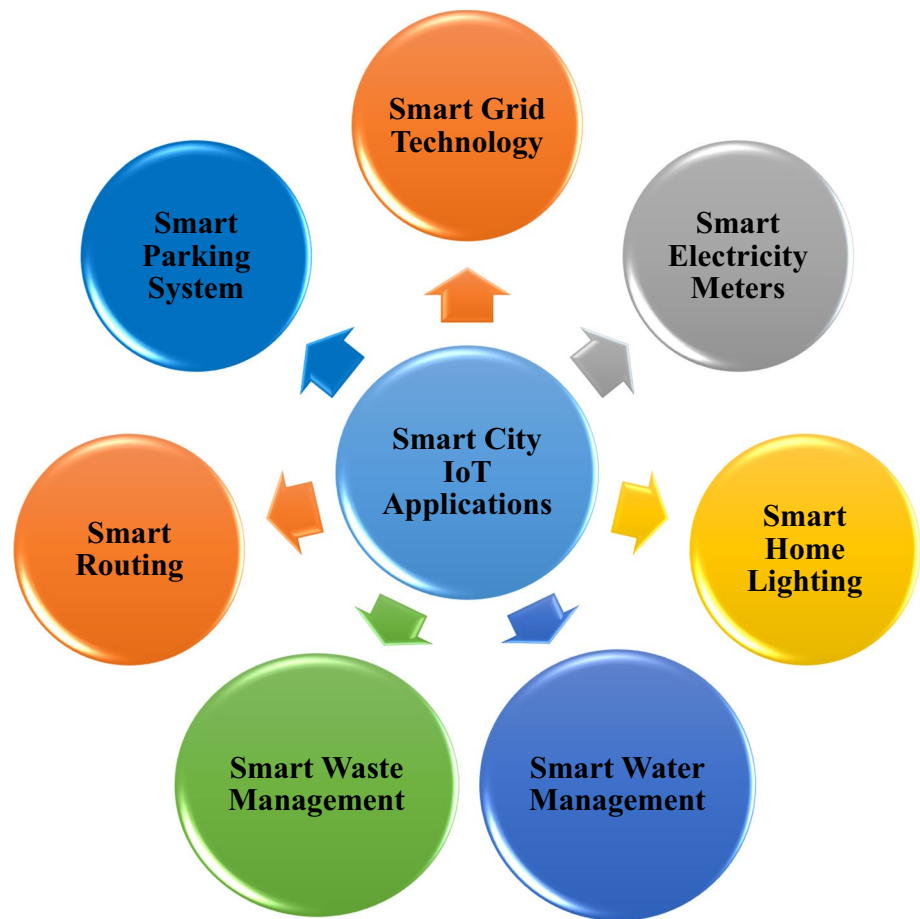 Smart Grid
Technology
Smart
Parking
System
Smart
Electricity
Meters
Smart City
IoT
Applications
Smart
Routing
Smart
Home
Lighting
Smart Waste
Management
Smart Water
Management